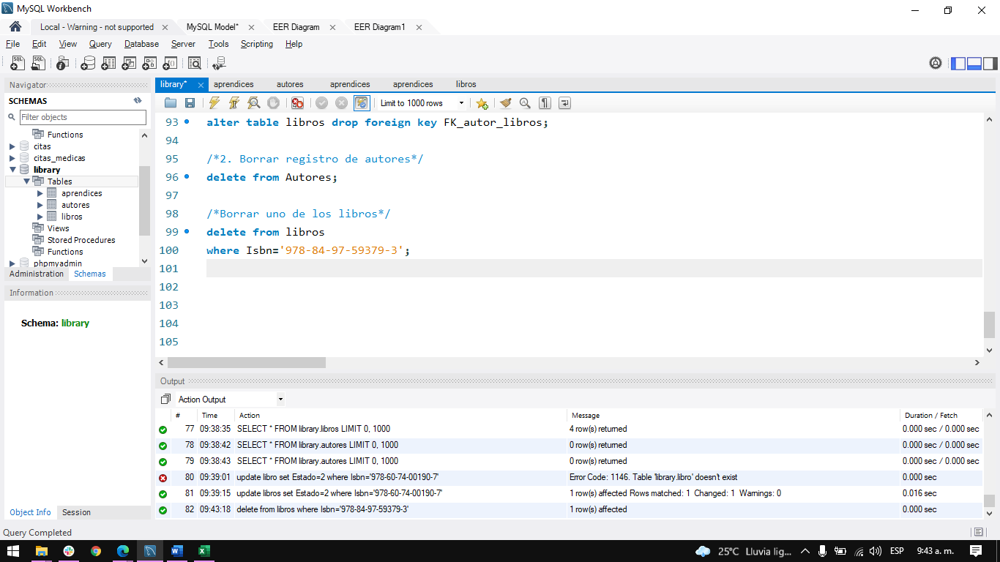 MySQL Workbench
Local - Warning - not supported
MySQL Model*
EER Diagram
EER Diagram1
File Edit View Query Database Server Tools Scripting Help
Navigator
SCHEMAS
Filter objects
Functions
citas
citas_medicas
library
Tables
aprendices
autores
libros
Views
Stored Procedures
Functions
phpmyadmin
Administration Schemas
Information
Schema: library
Object Info Session
library* aprendices autores aprendices aprendices libros
Limit to 1000 rows
93 alter table libros drop foreign key FK_autor_libros;
94
95 /*2. Borrar registro de autores*/
96 delete from Autores;
97
98 /*Borrar uno de los libros*/
99 delete from libros
100 where Isbn='978-84-97-59379-3';
101
102
103
104
105
Output
Action Output
# Time Action Message Duration / Fetch
77 09:38:35 SELECT * FROM library.libros LIMIT 0, 1000 4 row(s) returned 0.000 sec / 0.000 sec
78 09:38:42 SELECT * FROM library.autores LIMIT 0, 1000 0 row(s) returned 0.000 sec / 0.000 sec
79 09:38:43 SELECT * FROM library.autores LIMIT 0, 1000 0 row(s) returned 0.000 sec / 0.000 sec
80 09:39:01 update libro set Estado=2 where Isbn='978-60-74-00190-7' Error Code: 1146. Table 'library.libro' doesn't exist 0.000 sec
81 09:39:15 update libros set Estado=2 where Isbn='978-60-74-00190-7' 1 row(s) affected Rows matched: 1 Changed: 1 Warnings: 0 0.016 sec
82 09:43:18 delete from libros where Isbn='978-84-97-59379-3' 1 row(s) affected 0.000 sec
Query Completed
25°C Lluvia lig... ESP 9:43 a. m.